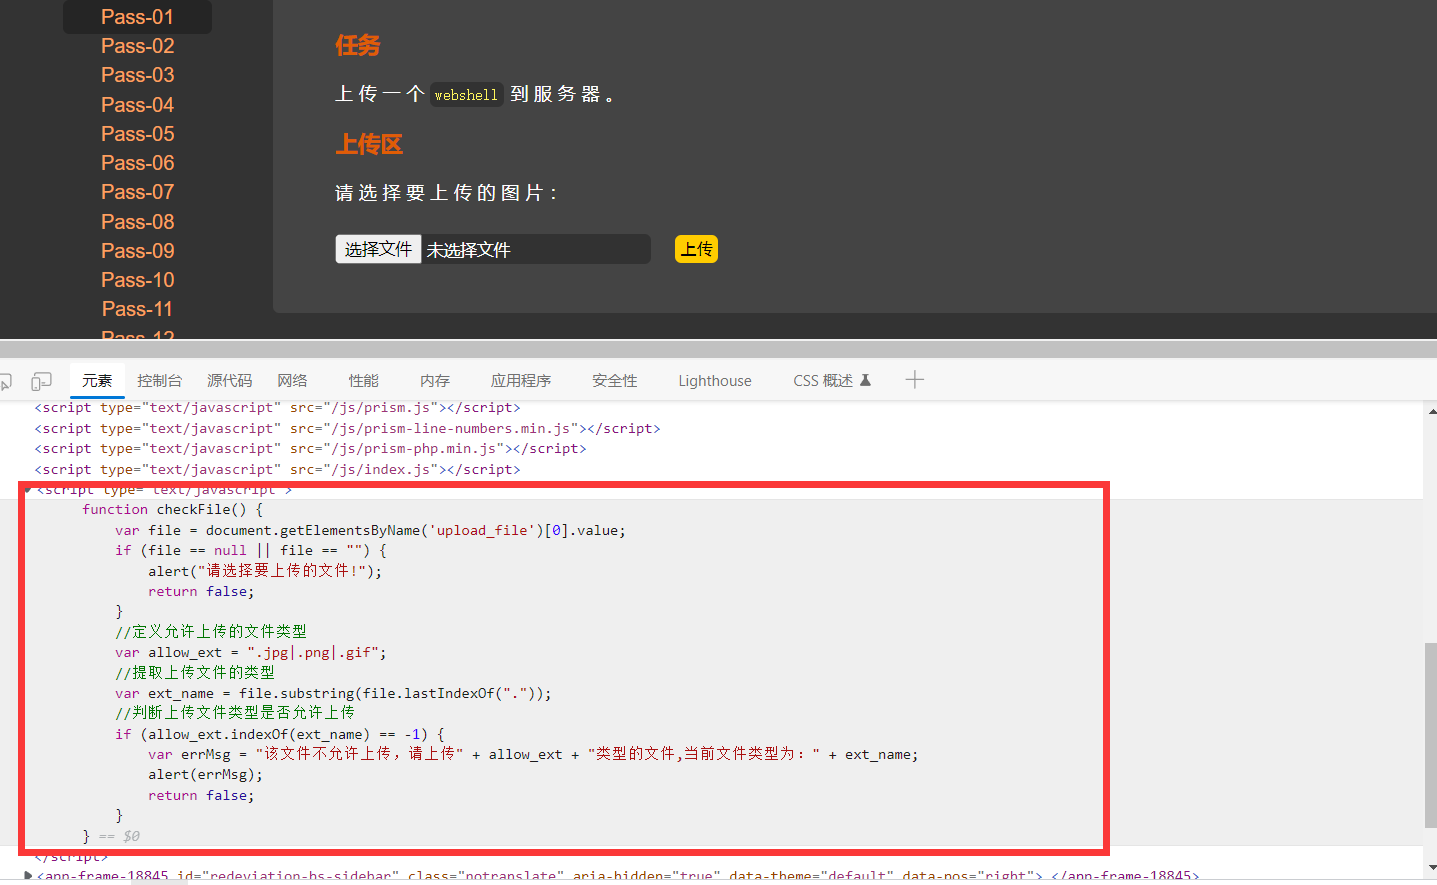 Pass-01
Pass-02
Pass-03
Pass-04
Pass-05
Pass-06
Pass-07
Pass-08
Pass-09
Pass-10
Pass-11
Pass-12
任务
上传一个 webshell 到服务器。
上传区
请选择要上传的图片：
选择文件 未选择文件 上传
元素 控制台 源代码 网络 性能 内存 应用程序 安全性 Lighthouse CSS 概述
<script type="text/javascript" src="/js/prism.js"></script>
<script type="text/javascript" src="/js/prism-line-numbers.min.js"></script>
<script type="text/javascript" src="/js/prism-php.min.js"></script>
<script type="text/javascript" src="/js/index.js"></script>
<script type="text/javascript">
function checkFile() {
var file = document.getElementsByName('upload_file')[0].value;
if (file == null || file == "") {
alert("请选择要上传的文件!");
return false;
}
//定义允许上传的文件类型
var allow_ext = ".jpg|.png|.gif";
//提取上传文件的类型
var ext_name = file.substring(file.lastIndexOf("."));
//判断上传文件类型是否允许上传
if (allow_ext.indexOf(ext_name) == -1) {
var errMsg = "该文件不允许上传，请上传" + allow_ext + "类型的文件,当前文件类型为：" + ext_name;
alert(errMsg);
return false;
}
} == $0
</script>
<ann-frame-18845 id="redeviation-bs-sidebar" class="notranslate" aria-hidden="true" data-theme="default" data-pos="right"> </ann-frame-18845>